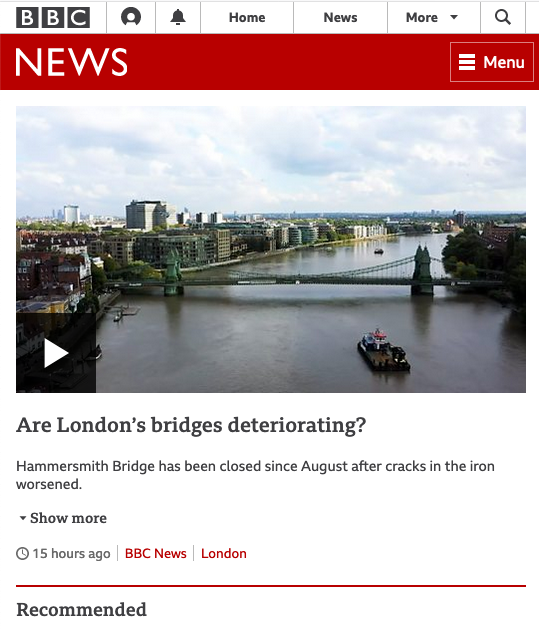 BBC
Home
News
More
NEWS
Menu
Are London’s bridges deteriorating?
Hammersmith Bridge has been closed since August after cracks in the iron
worsened.
Show more
15 hours ago
BBC News
London
Recommended